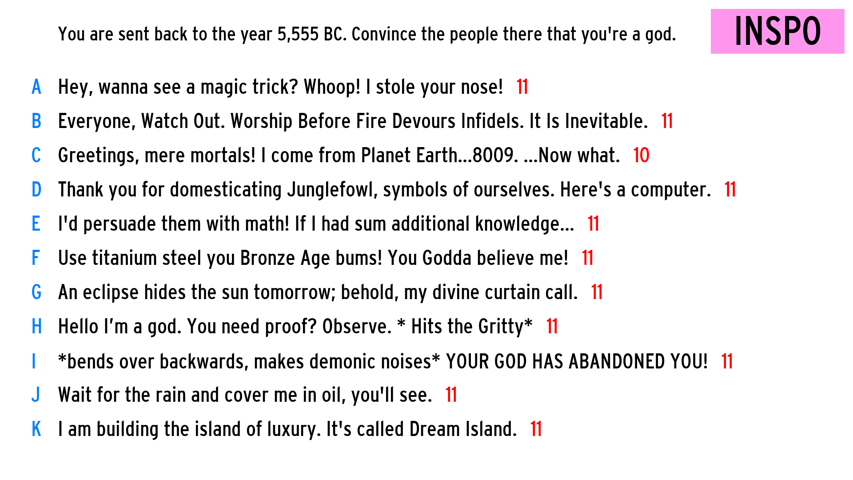 You are sent back to the year 5,555 BC. Convince the people there that you're a god.
INSPO
A Hey, wanna see a magic trick? Whoop! I stole your nose! 11
B Everyone, Watch Out. Worship Before Fire Devours Infidels. It Is Inevitable. 11
C Greetings, mere mortals! I come from Planet Earth...8009. ...Now what. 10
D Thank you for domesticating Junglefowl, symbols of ourselves. Here's a computer. 11
E I'd persuade them with math! If I had sum additional knowledge... 11
F Use titanium steel you Bronze Age bums! You Godda believe me! 11
G An eclipse hides the sun tomorrow; behold, my divine curtain call. 11
H Hello I’m a god. You need proof? Observe. * Hits the Gritty* 11
I *bends over backwards, makes demonic noises* YOUR GOD HAS ABANDONED YOU! 11
J Wait for the rain and cover me in oil, you'll see. 11
K I am building the island of luxury. It's called Dream Island. 11